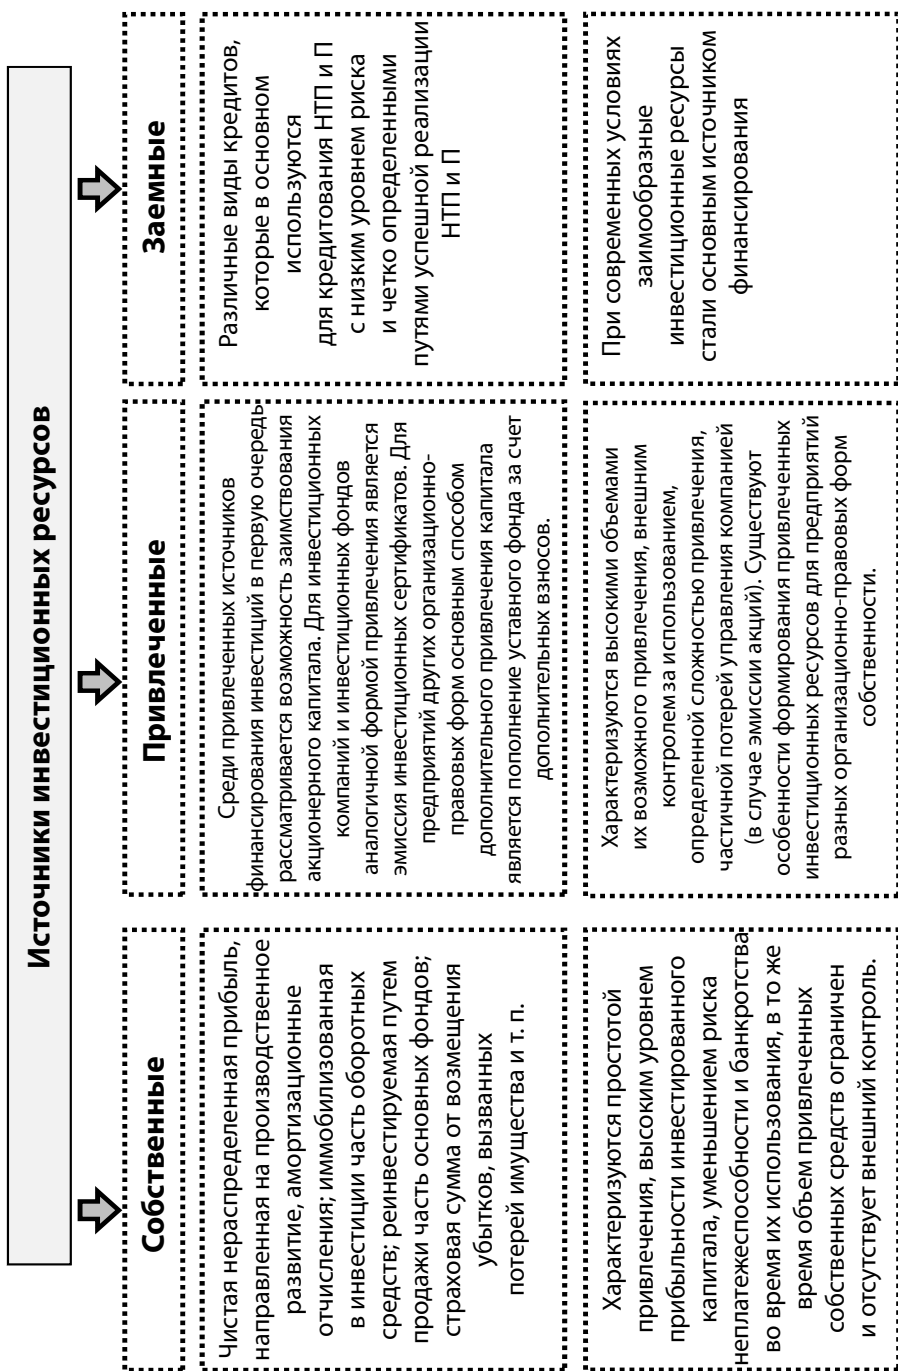 Источники инвестиционных ресурсов
Собственные
Чистая нераспределенная прибыль,
направленная на производственное
развитие, амортизационные
отчисления; иммобилизованная
в инвестиции часть оборотных
средств; реинвестируемая путем
продажи часть основных фондов;
страховая сумма от возмещения
убытков, вызванных
потерей имущества и т. п.
Характеризуются простотой
привлечения, высоким уровнем
прибыльности инвестированного
капитала, уменьшением риска
неплатежеспособности и банкротства
во время их использования, в то же
время объем привлеченных
собственных средств ограничен
и отсутствует внешний контроль.
Привлеченные
Среди привлеченных источников
финансирования инвестиций в первую очередь
рассматривается возможность заимствования
акционерного капитала. Для инвестиционных
компаний и инвестиционных фондов
аналогичной формой привлечения является
эмиссия инвестиционных сертификатов. Для
предприятий других организационно-
правовых форм основным способом
дополнительного привлечения капитала
является пополнение уставного фонда за счет
дополнительных взносов.
Характеризуются высокими объемами
их возможного привлечения, внешним
контролем за использованием,
определенной сложностью привлечения,
частичной потерей управления компанией
(в случае эмиссии акций). Существуют
особенности формирования привлеченных
инвестиционных ресурсов для предприятий
разных организационно-правовых форм
собственности.
Заемные
Различные виды кредитов,
которые в основном
используются
для кредитования НТП и П
с низким уровнем риска
и четко определенными
путями успешной реализации
НТП и П
При современных условиях
заимообразные
инвестиционные ресурсы
стали основным источником
финансирования